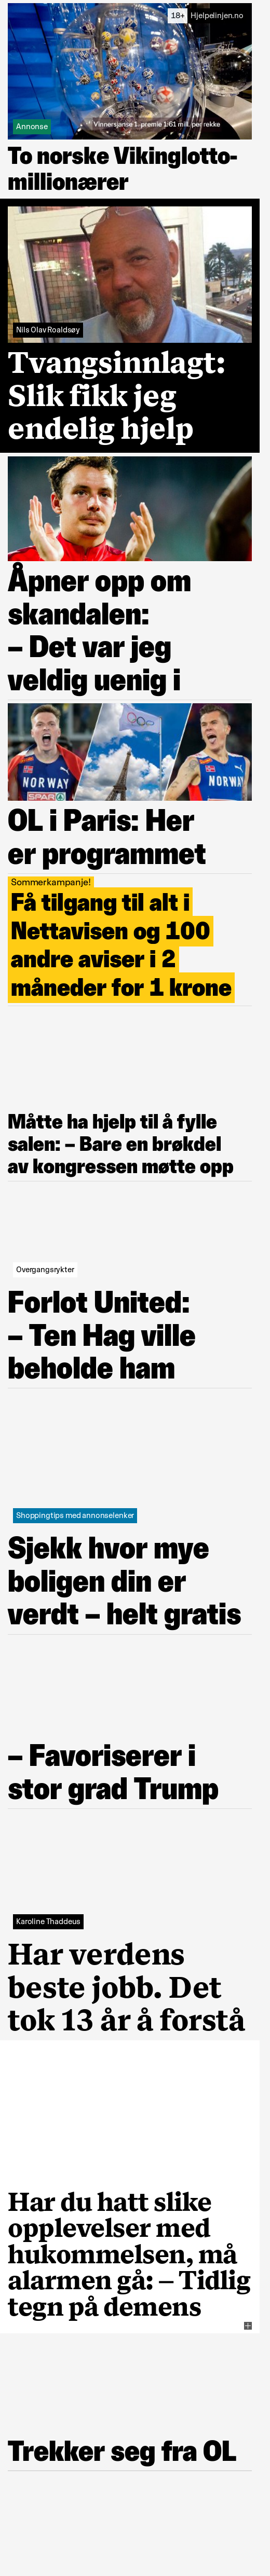 18+ Hjelpelinjen.no
* Vinnersjanse 1. premie 1:61 mill. per rekke
Annonse
To norske Vikinglotto-
millionærer
Nils Olav Roaldsøy
Tvangsinnlagt:
Slik fikk jeg
endelig hjelp
Åpner opp om
skandalen:
– Det var jeg
veldig uenig i
NORWAY
SPAR
NORWAY
OL i Paris: Her
er programmet
Sommerkampanje!
Få tilgang til alt i
Nettavisen og 100
andre aviser i 2
måneder for 1 krone
Måtte ha hjelp til å fylle
salen: – Bare en brøkdel
av kongressen møtte opp
Overgangsrykter
Forlot United:
– Ten Hag ville
beholde ham
Shoppingtips med annonselenker
Sjekk hvor mye
boligen din er
verdt – helt gratis
– Favoriserer i
stor grad Trump
Karoline Thaddeus
Har verdens
beste jobb. Det
tok 13 år å forstå
Har du hatt slike
opplevelser med
hukommelsen, må
alarmen gå: – Tidlig
tegn på demens
Trekker seg fra OL